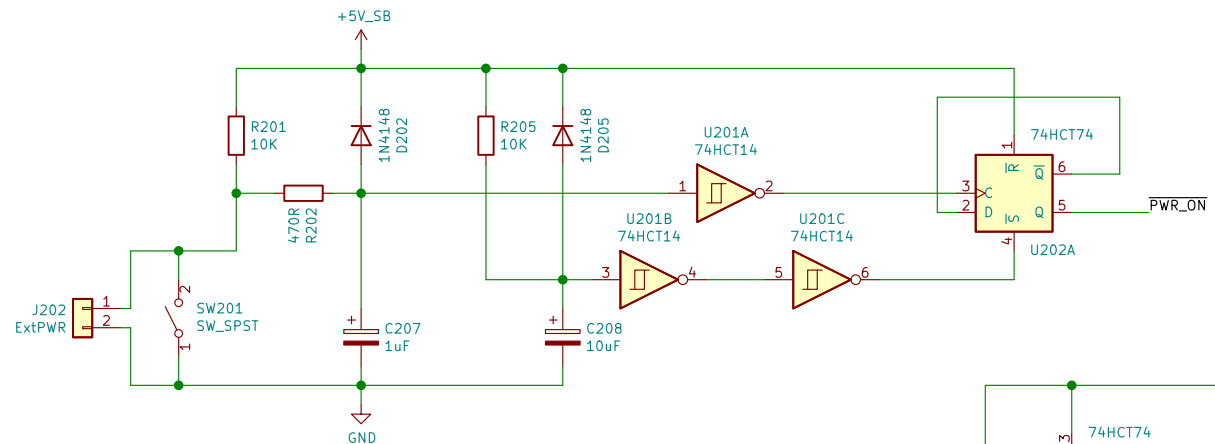 +5V_SB
R201
10K
1N4148
D202
R205
10K
1N4148
D205
U201A
74HCT14
1
2
74HCT74
1
R
Q
6
3
C
2
D
Q
5
S
4
U202A
PWR_ON
470R
R202
U201B
74HCT14
3
4
U201C
74HCT14
5
6
J202
ExtPWR
1
2
2
SW201
SW_SPST
1
+
C207
1uF
+
C208
10uF
GND
3
74HCT74